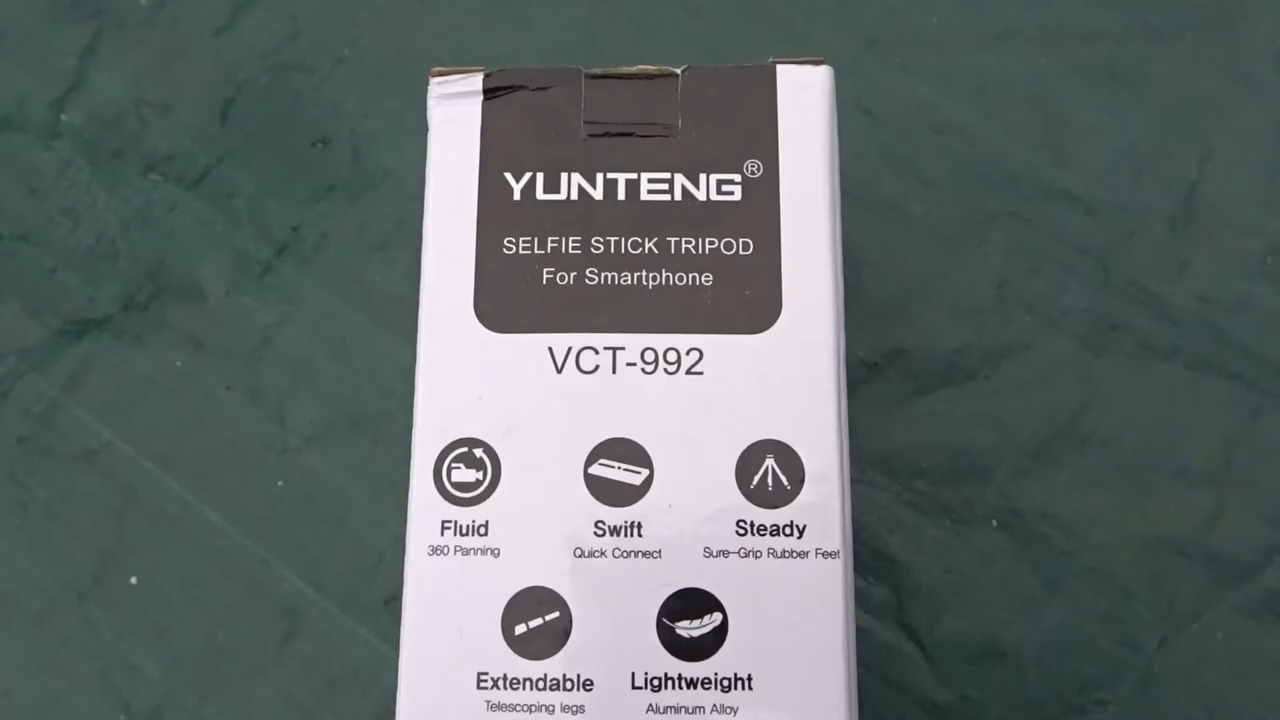 YUNTENG®
SELFIE STICK TRIPOD
For Smartphone
VCT-992
Fluid Swift Steady
360 Panning Quick Connect Sure-Grip Rubber Feet
Extendable Lightweight
Telescoping legs Aluminum Alloy